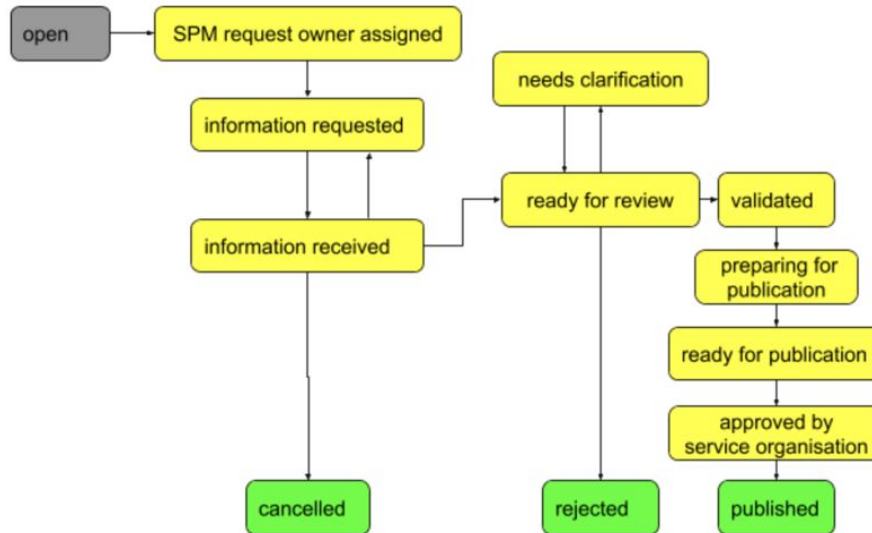 open
SPM request owner assigned
needs clarification
information requested
ready for review
validated
information received
preparing for
publication
ready for publication
approved by
service organisation
cancelled
rejected
published